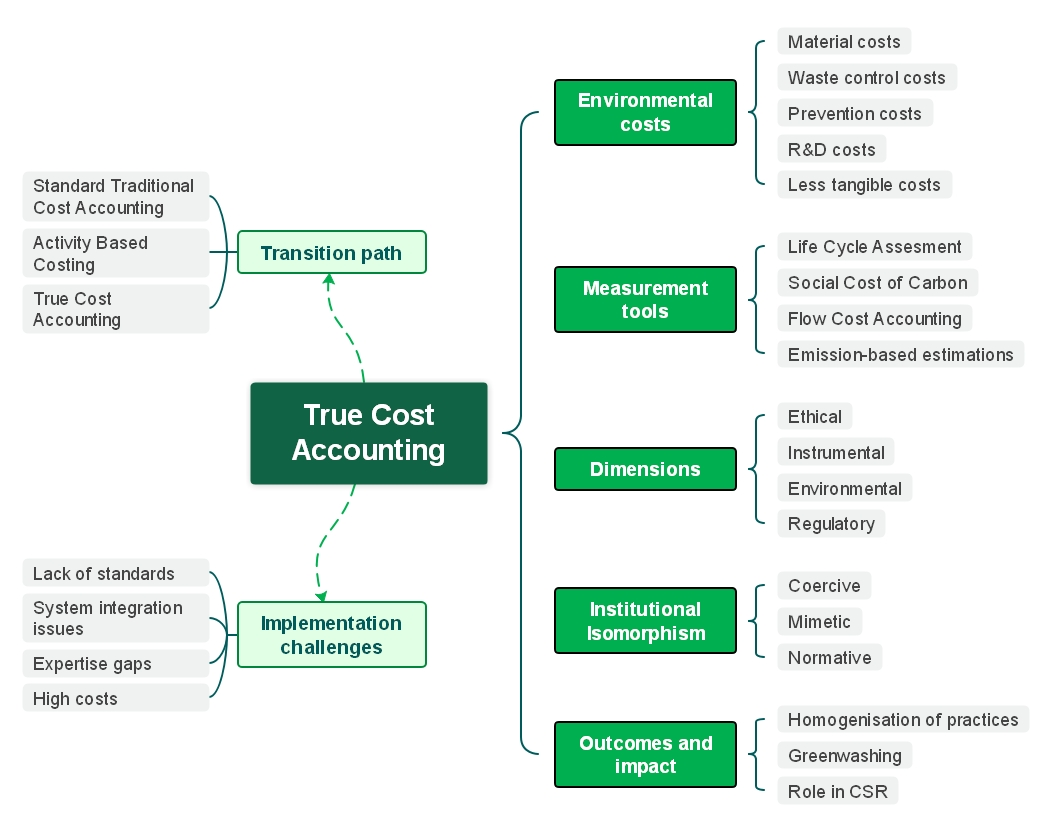 True Cost
Accounting
Transition path
Standard Traditional
Cost Accounting
Activity Based
Costing
True Cost
Accounting
Implementation
challenges
Lack of standards
System integration
issues
Expertise gaps
High costs
Environmental
costs
Material costs
Waste control costs
Prevention costs
R&D costs
Less tangible costs
Measurement
tools
Life Cycle Assesment
Social Cost of Carbon
Flow Cost Accounting
Emission-based estimations
Dimensions
Ethical
Instrumental
Environmental
Regulatory
Institutional
Isomorphism
Coercive
Mimetic
Normative
Outcomes and
impact
Homogenisation of practices
Greenwashing
Role in CSR